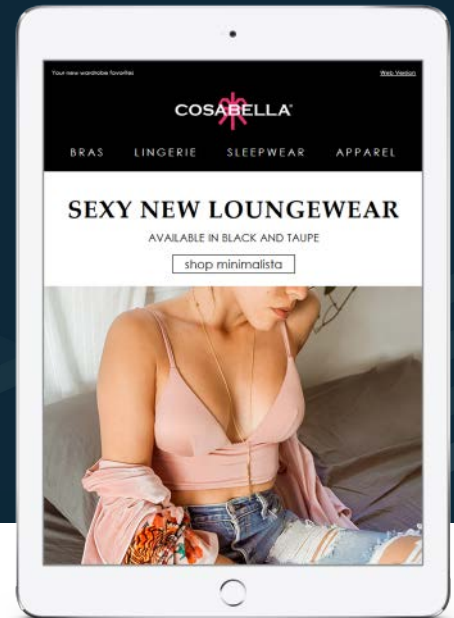 Your new wardrobe favorites
Web Version
COSABELLA
BRAS LINGERIE SLEEPWEAR APPAREL
SEXY NEW LOUNGEWEAR
AVAILABLE IN BLACK AND TAUPE
shop minimalista